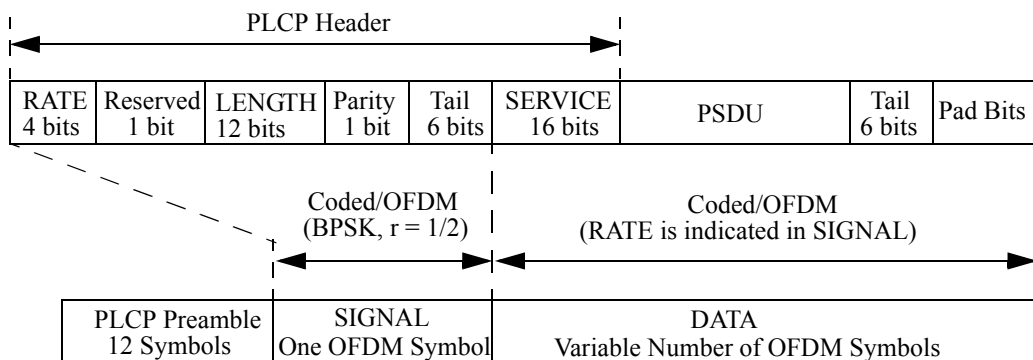 PLCP Header
RATE Reserved LENGTH Parity Tail SERVICE PSDU Tail Pad Bits
4 bits 1 bit 12 bits 1 bit 6 bits 16 bits 6 bits
Coded/OFDM Coded/OFDM
(BPSK, r = 1/2) (RATE is indicated in SIGNAL)
PLCP Preamble SIGNAL DATA
12 Symbols One OFDM Symbol Variable Number of OFDM Symbols